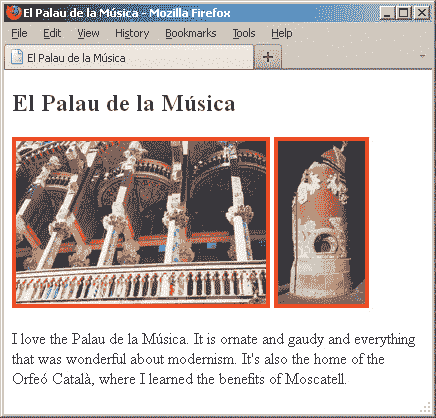 El Palau de la Música - Mozilla Firefox
File Edit View History Bookmarks Tools Help
El Palau de la Música
El Palau de la Música
I love the Palau de la Música. It is ornate and gaudy and everything
that was wonderful about modernism. It's also the home of the
Orfeó Català, where I learned the benefits of Moscatell.